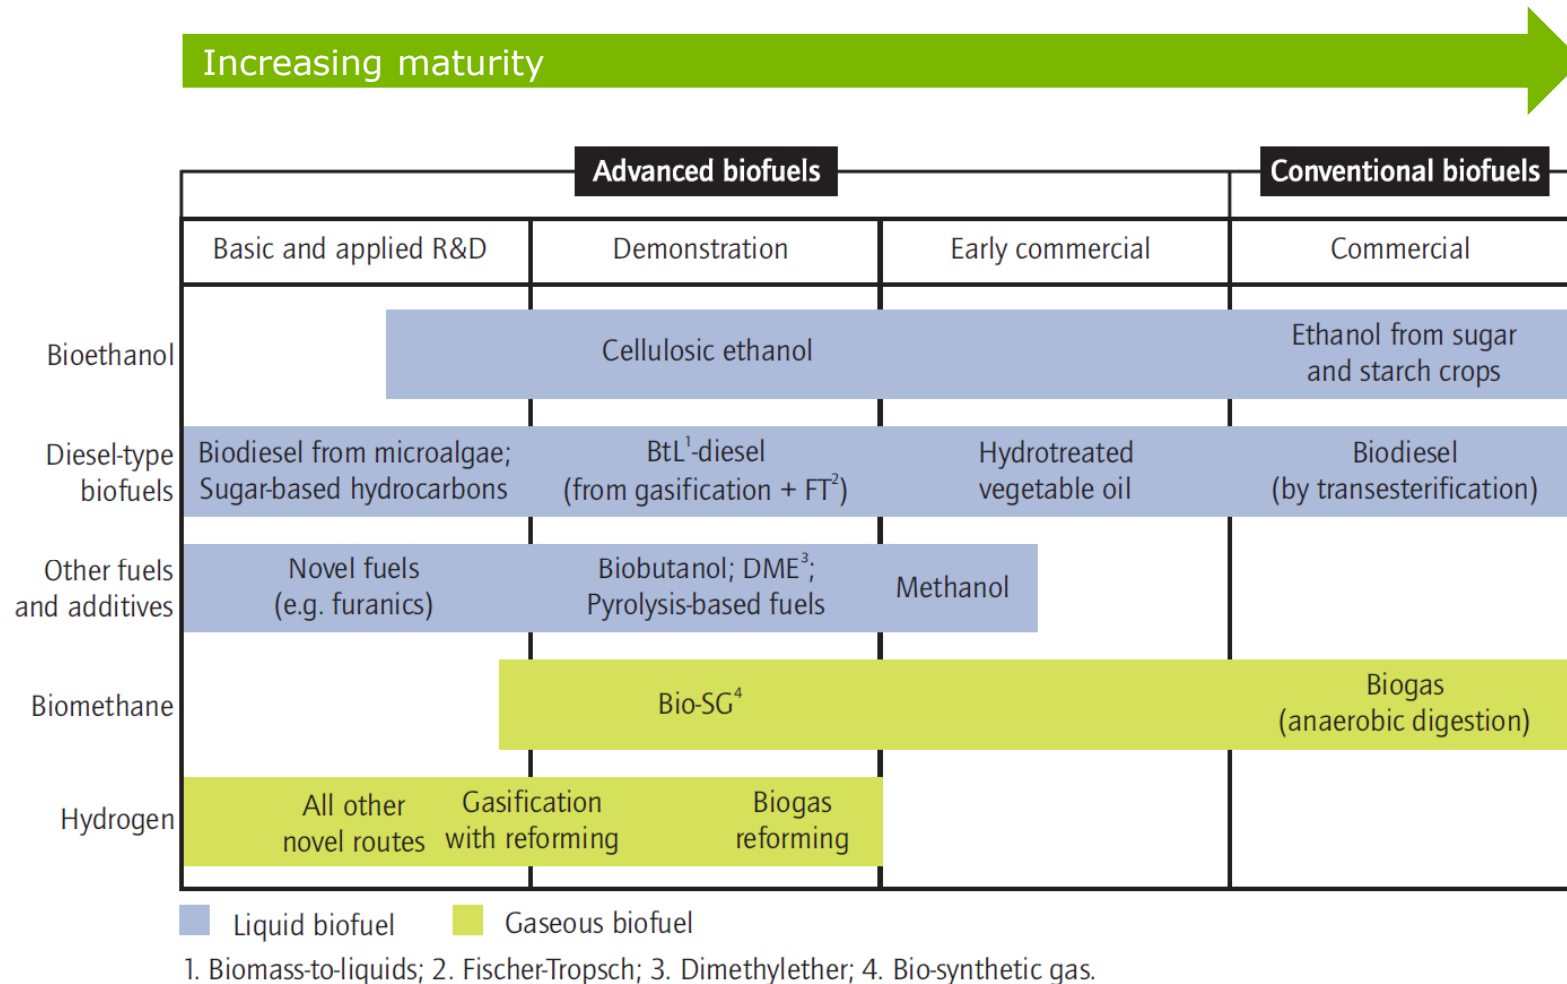 Increasing maturity
Advanced biofuels
Conventional biofuels
Basic and applied R&D
Demonstration
Early commercial
Commercial
Bioethanol
Cellulosic ethanol
Ethanol from sugar
and starch crops
Diesel-type
biofuels
Biodiesel from microalgae;
Sugar-based hydrocarbons
BtL¹-diesel
(from gasification + FT²)
Hydrotreated
vegetable oil
Biodiesel
(by transesterification)
Other fuels
and additives
Novel fuels
(e.g. furanics)
Biobutanol; DME³;
Pyrolysis-based fuels
Methanol
Biomethane
Bio-SG⁴
Biogas
(anaerobic digestion)
Hydrogen
All other
novel routes
Gasification
with reforming
Biogas
reforming
Liquid biofuel
Gaseous biofuel
1. Biomass-to-liquids; 2. Fischer-Tropsch; 3. Dimethylether; 4. Bio-synthetic gas.